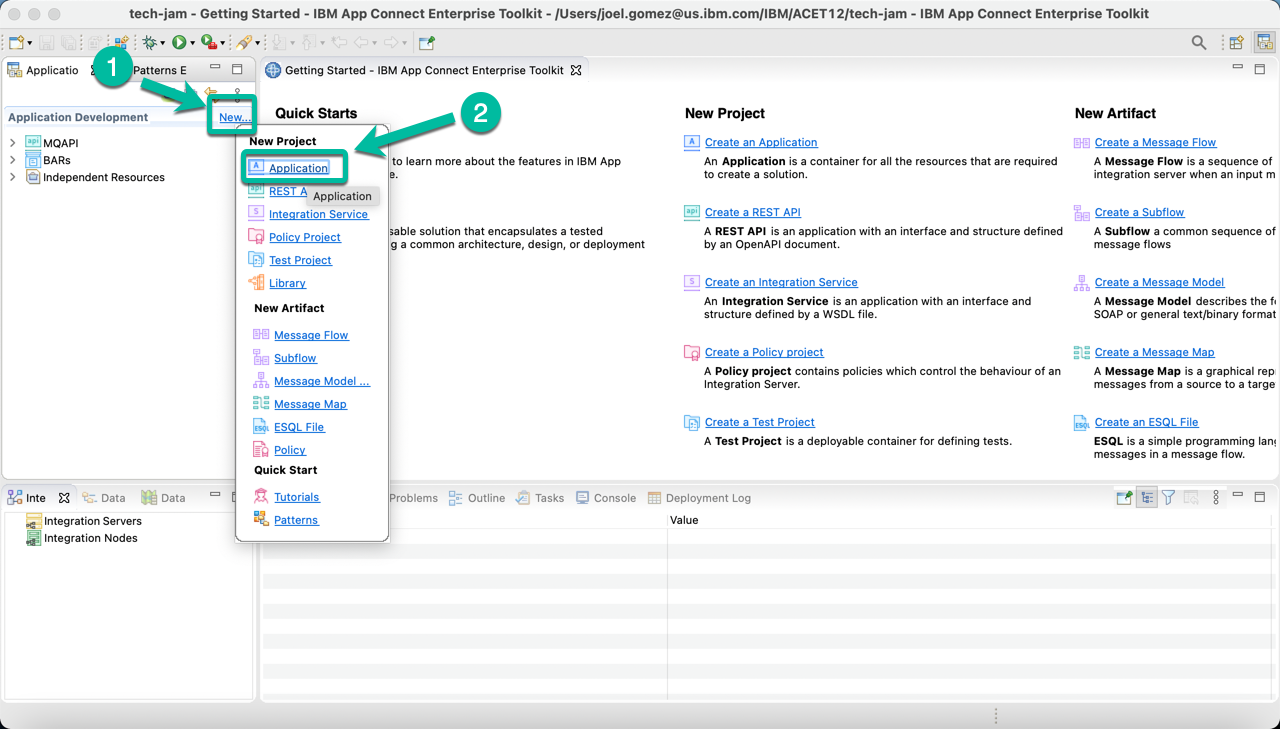 tech-jam - Getting Started - IBM App Connect Enterprise Toolkit - /Users/joel.gomez@us.ibm.com/IBM/ACET12/tech-jam - IBM App Connect Enterprise Toolkit
Applicatio
Patterns E
Getting Started - IBM App Connect Enterprise Toolkit
1
2
Application Development
New...
MQAPI
BARs
Independent Resources
New Project
Application
REST A
Application
Integration Service
Policy Project
Test Project
Library
New Artifact
Message Flow
Subflow
Message Model ...
Message Map
ESQL File
Policy
Quick Start
Tutorials
Patterns
Quick Starts
to learn more about the features in IBM App
e.
sable solution that encapsulates a tested
g a common architecture, design, or deployment
New Project
Create an Application
An Application is a container for all the resources that are required
to create a solution.
Create a REST API
A REST API is an application with an interface and structure defined
by an OpenAPI document.
Create an Integration Service
An Integration Service is an application with an interface and
structure defined by a WSDL file.
Create a Policy project
A Policy project contains policies which control the behaviour of an
Integration Server.
Create a Test Project
A Test Project is a deployable container for defining tests.
New Artifact
Create a Message Flow
A Message Flow is a sequence of
integration server when an input m
Create a Subflow
A Subflow a common sequence of
message flows
Create a Message Model
A Message Model describes the fo
SOAP or general text/binary format
Create a Message Map
A Message Map is a graphical repr
messages from a source to a targe
Create an ESQL File
ESQL is a simple programming lang
messages in a message flow.
Inte
Data
Data
Integration Servers
Integration Nodes
Problems
Outline
Tasks
Console
Deployment Log
Value